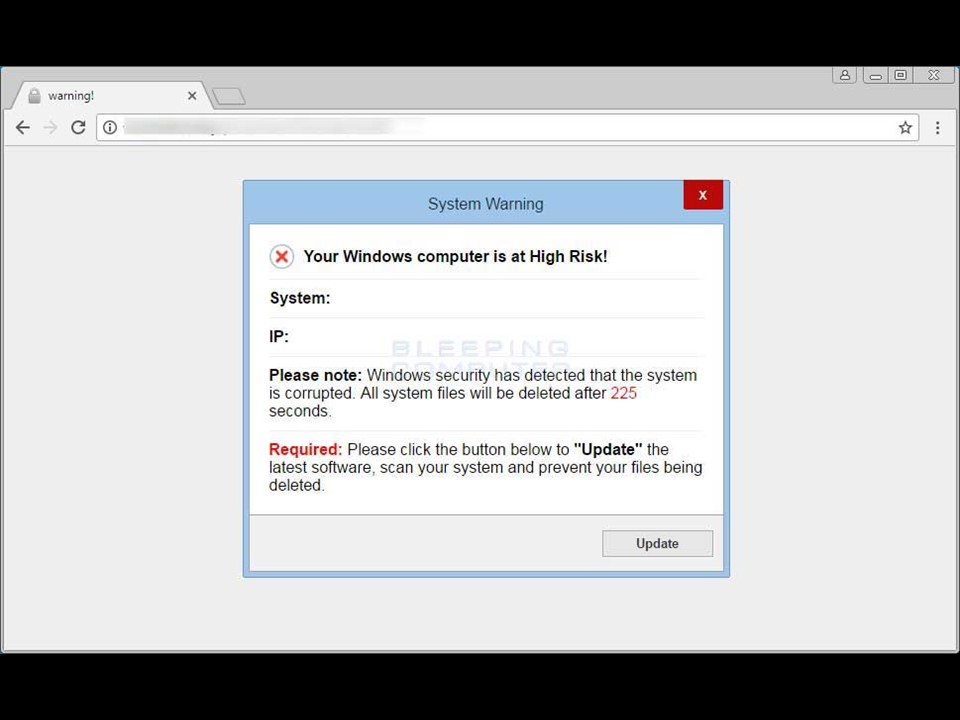 warning!
System Warning
x
Your Windows computer is at High Risk!
System:
IP:
BLEEPING
COMPUTER
Please note: Windows security has detected that the system
is corrupted. All system files will be deleted after 225
seconds.
Required: Please click the button below to "Update" the
latest software, scan your system and prevent your files being
deleted.
Update